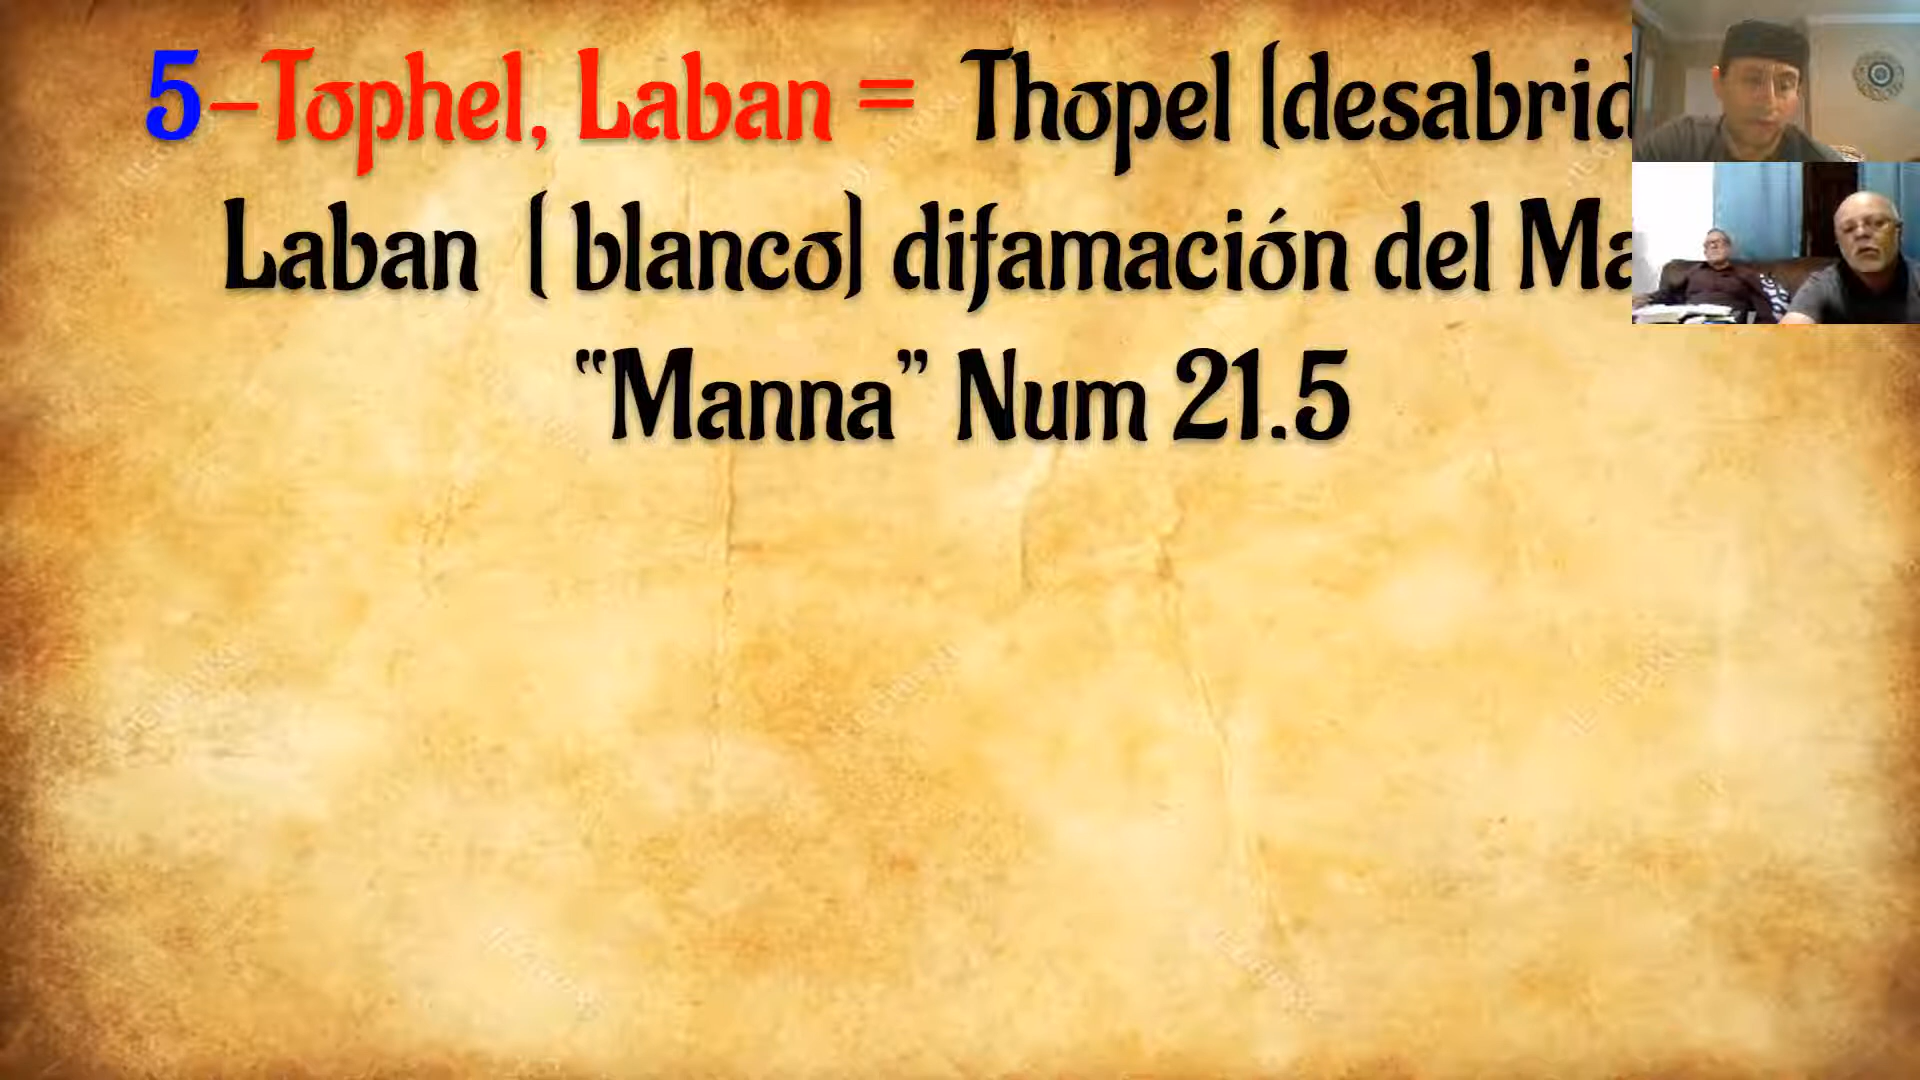 5-Tophel, Laban = Thopel (desabrid
Laban ( blanco) difamación del Ma
“Manna” Num 21.5